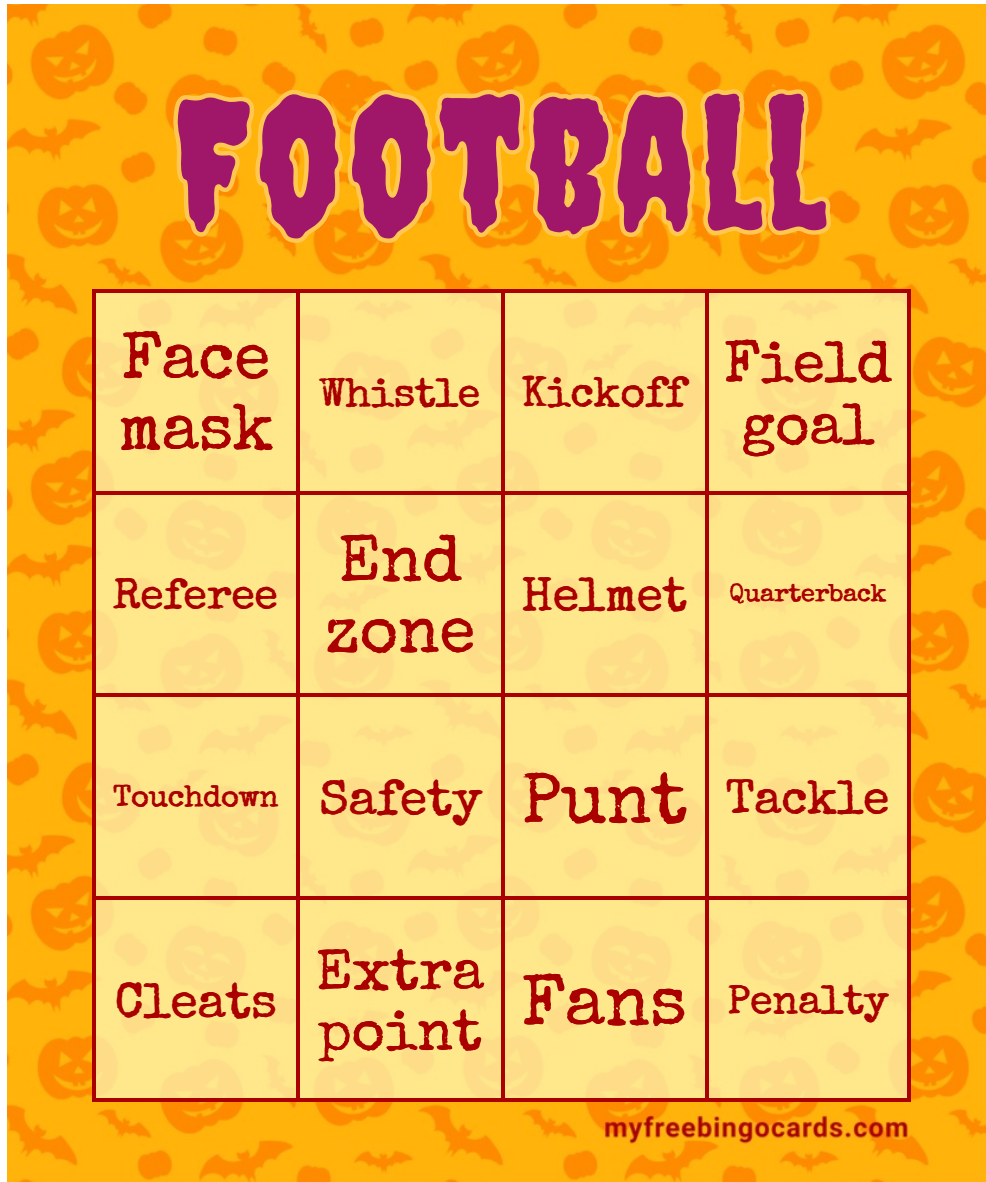 FOOTBALL
Face
mask
Whistle
Kickoff
Field
goal
Referee
End
zone
Helmet
Quarterback
Touchdown
Safety
Punt
Tackle
Cleats
Extra
point
Fans
Penalty
myfreebingocards.com